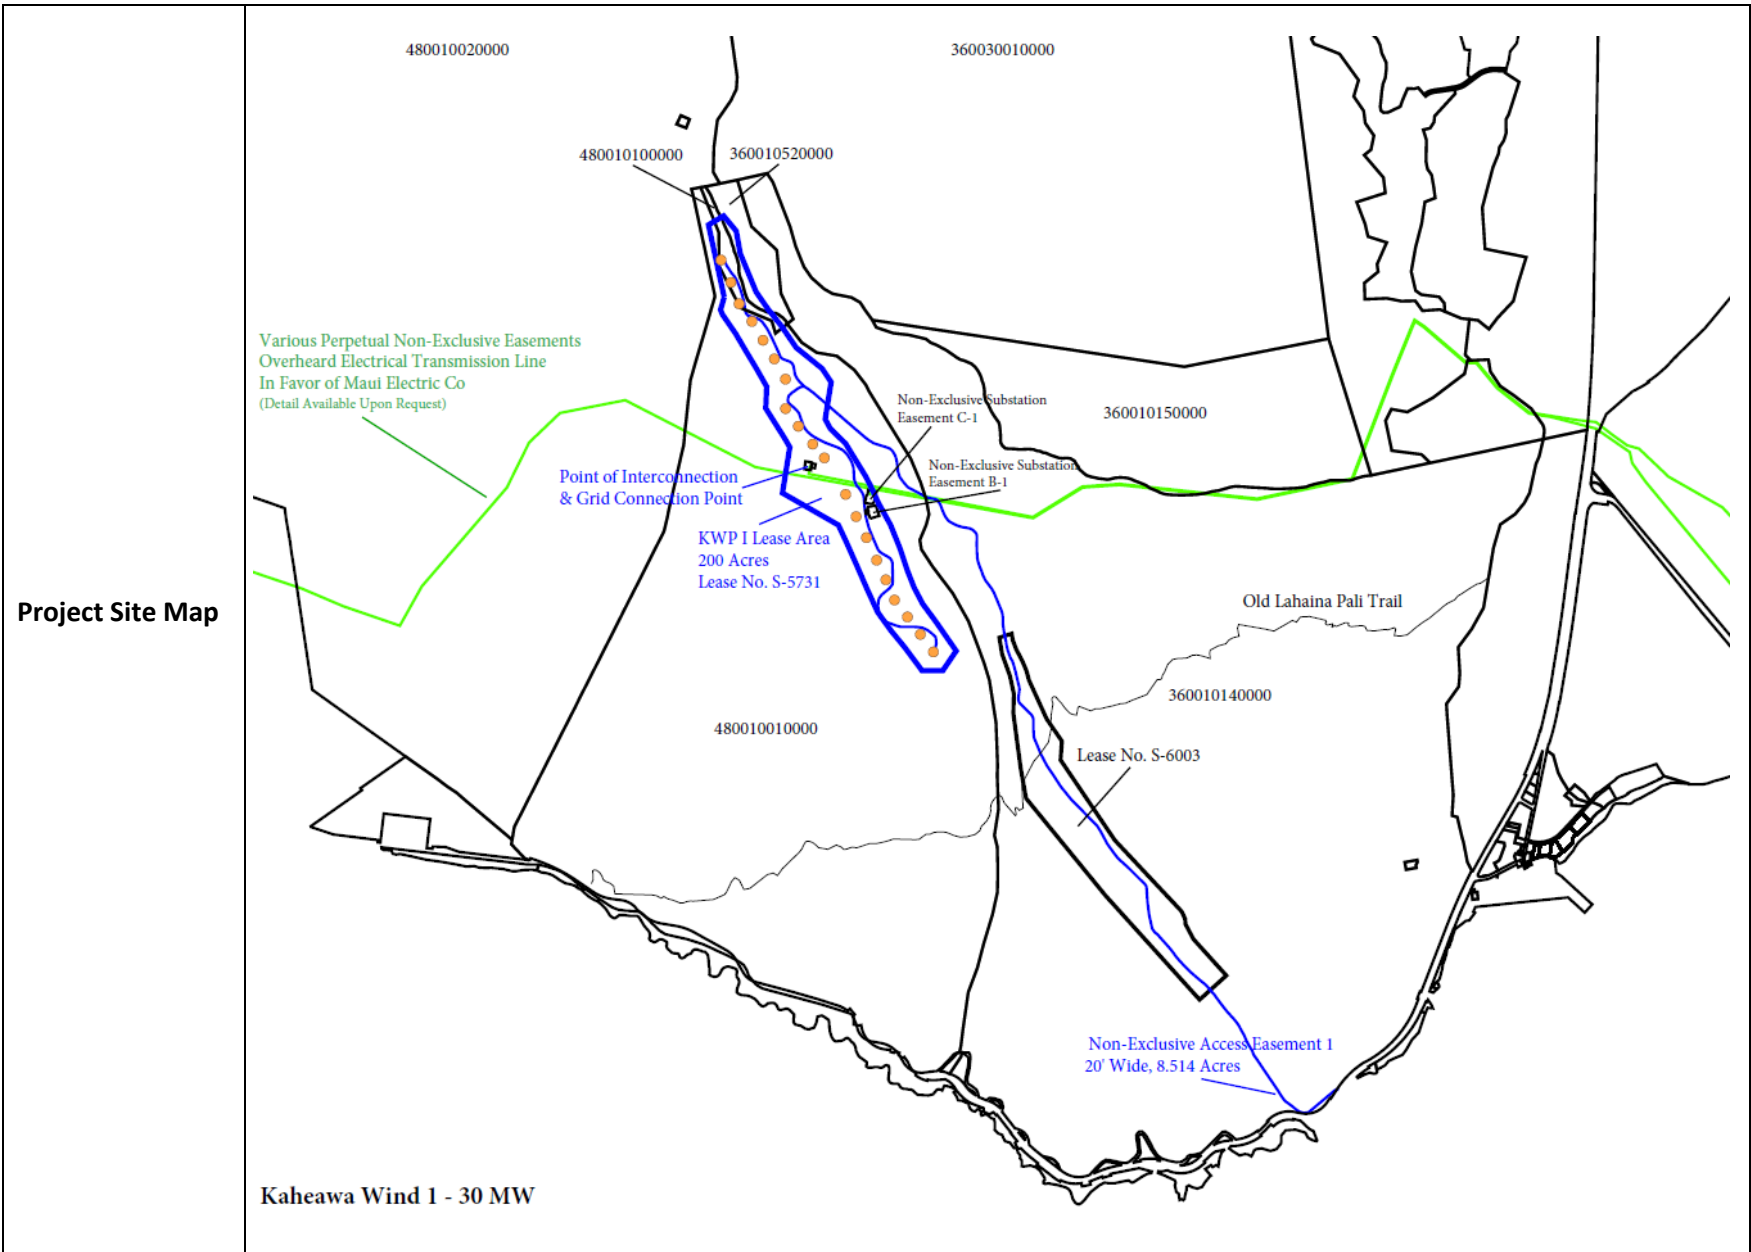 Project Site Map
480010020000
360030010000
480010100000
360010520000
Various Perpetual Non-Exclusive Easements
Overheard Electrical Transmission Line
In Favor of Maui Electric Co
(Detail Available Upon Request)
Non-Exclusive Substation
Easement C-1
360010150000
Non-Exclusive Substation
Easement B-1
Point of Interconnection
& Grid Connection Point
KWP I Lease Area
200 Acres
Lease No. S-5731
Old Lahaina Pali Trail
360010140000
480010010000
Lease No. S-6003
Non-Exclusive Access Easement 1
20' Wide, 8.514 Acres
Kaheawa Wind 1 - 30 MW